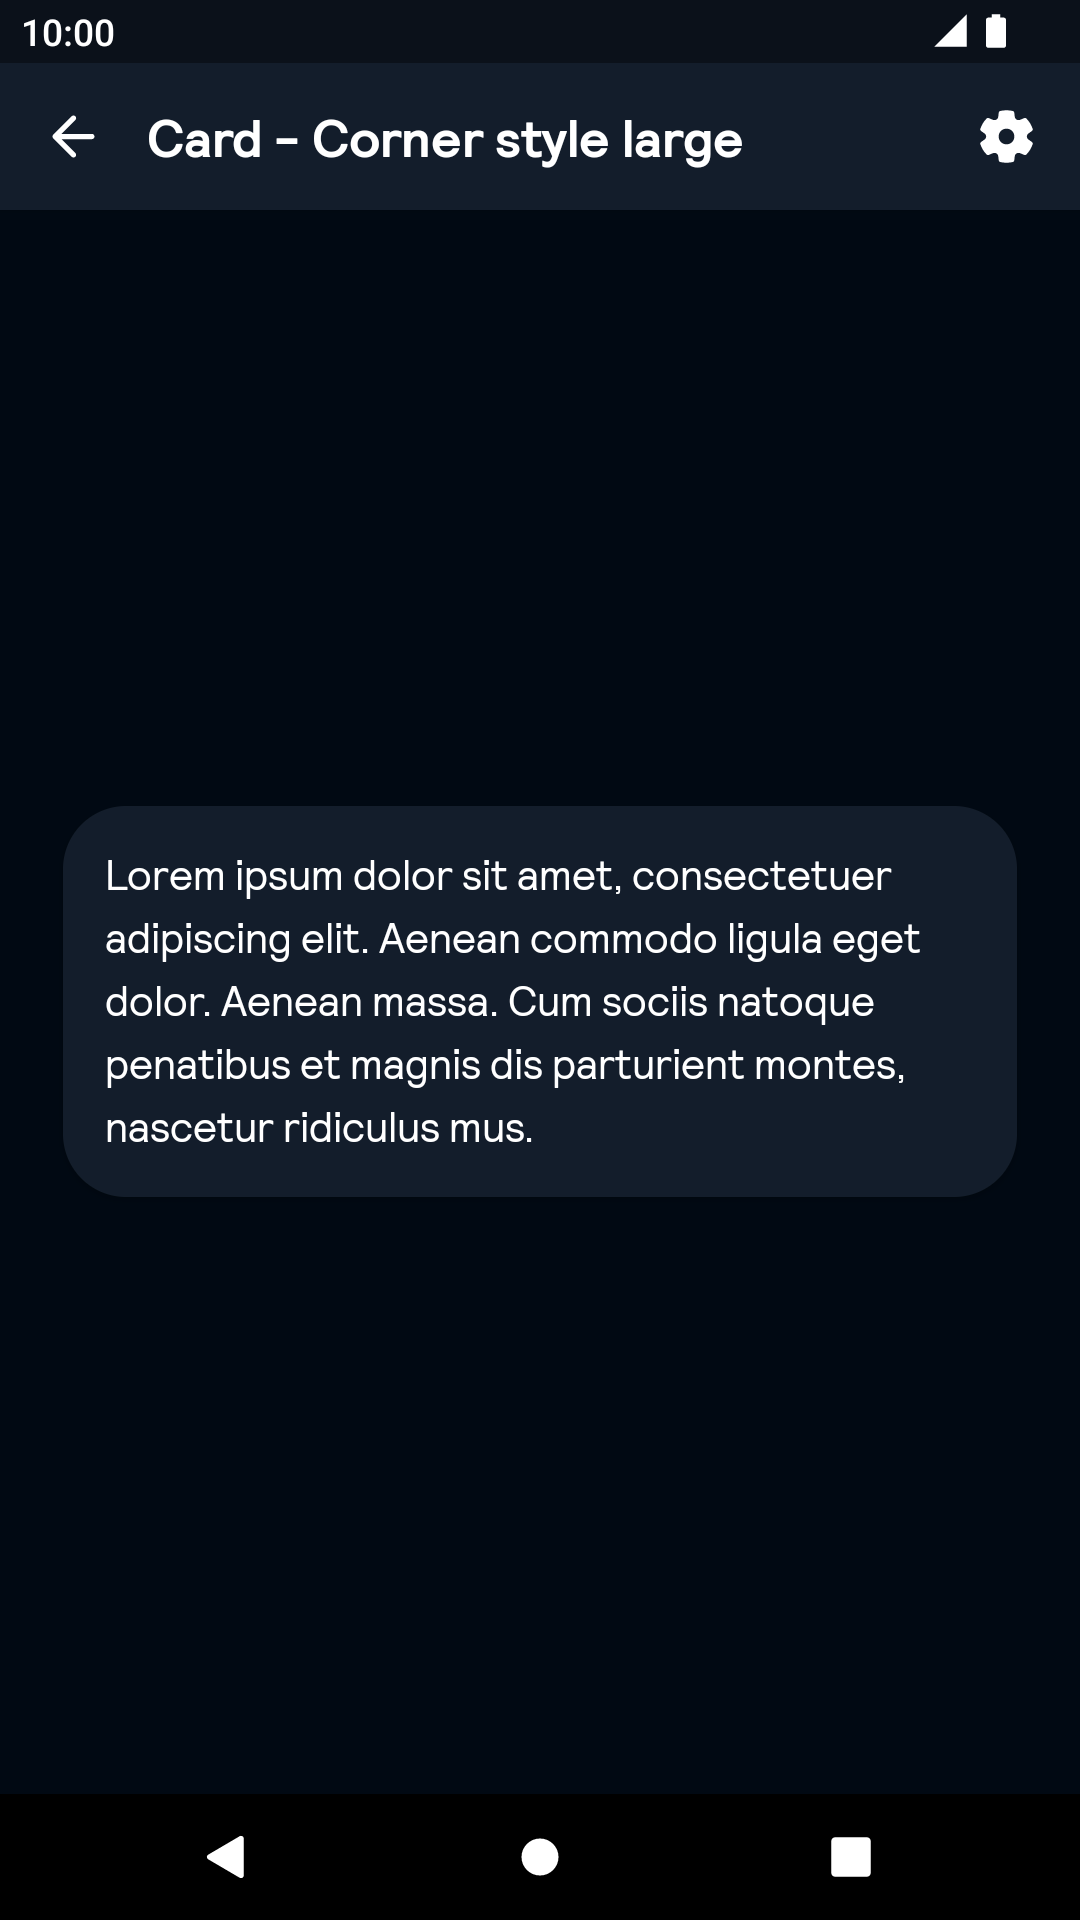 10:00
Card - Corner style large
Lorem ipsum dolor sit amet, consectetuer
adipiscing elit. Aenean commodo ligula eget
dolor. Aenean massa. Cum sociis natoque
penatibus et magnis dis parturient montes,
nascetur ridiculus mus.